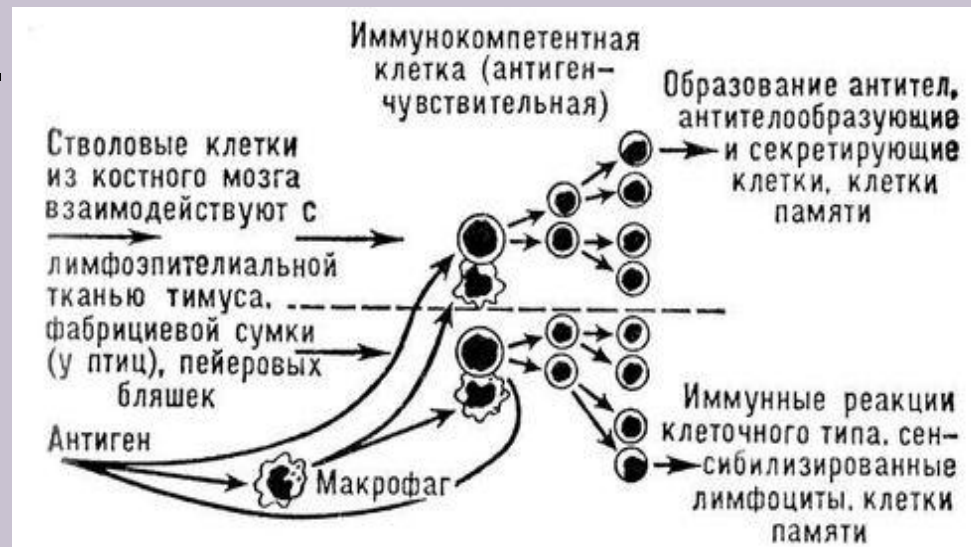 Иммунокомпетентная
клетка (антиген-
чувствительная)
Стволовые клетки
из костного мозга
взаимодействуют с
лимфоэпителиальной
тканью тимуса.
фабрициевой сумки
(у птиц), пейеровых
бляшек
Антиген
Макрофаг
Образование антител,
антителообразующие
и секретирующие
клетки, клетки
памяти
Иммунные реакции
клеточного типа. сен-
сибилизированные
лимфоциты. клетки
памяти